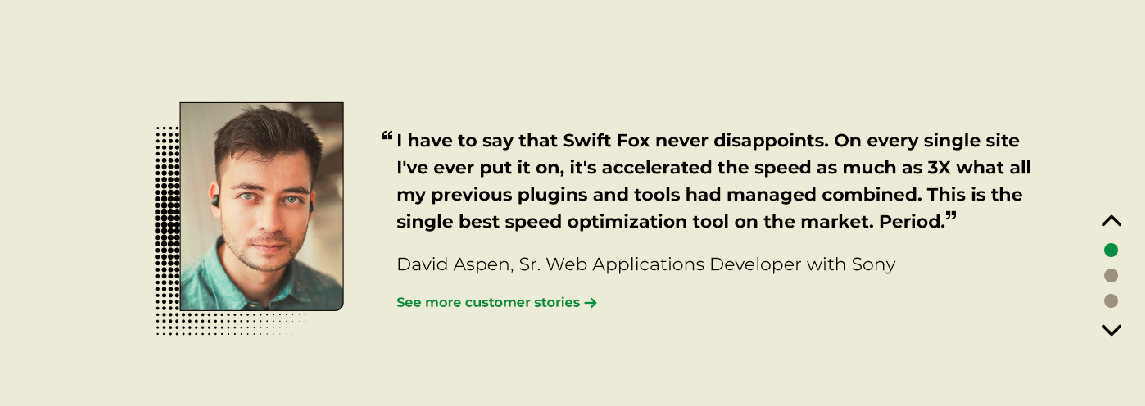 “I have to say that Swift Fox never disappoints. On every single site
I've ever put it on, it's accelerated the speed as much as 3X what all
my previous plugins and tools had managed combined. This is the
single best speed optimization tool on the market. Period.”
David Aspen, Sr. Web Applications Developer with Sony
See more customer stories →